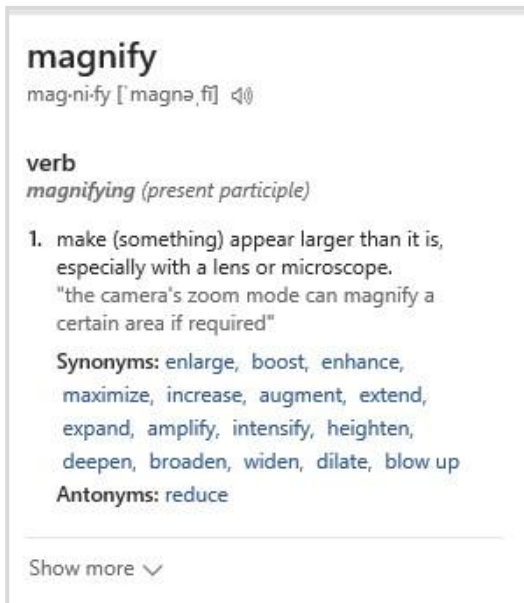 magnify
mag·ni·fy [ˈmaɡnəˌfī]
verb
magnifying (present participle)
1. make (something) appear larger than it is,
especially with a lens or microscope.
"the camera's zoom mode can magnify a
certain area if required"
Synonyms: enlarge, boost, enhance,
maximize, increase, augment, extend,
expand, amplify, intensify, heighten,
deepen, broaden, widen, dilate, blow up
Antonyms: reduce
Show more